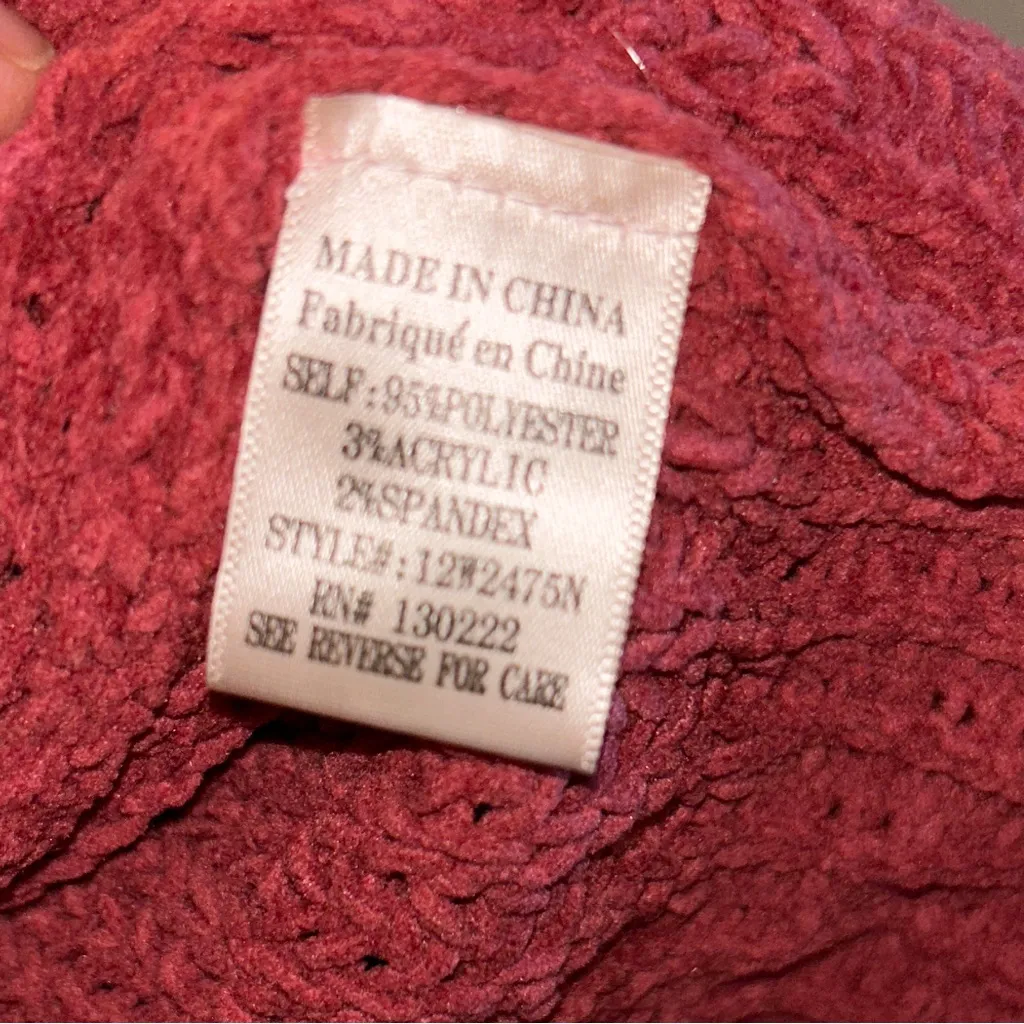 MADE IN CHINA
Fabriqué en Chine
SELF:95%POLYESTER
3%ACRYLIC
2%SPANDEX
STYLE#:12W2475N
RN# 130222
SEE REVERSE FOR CARE